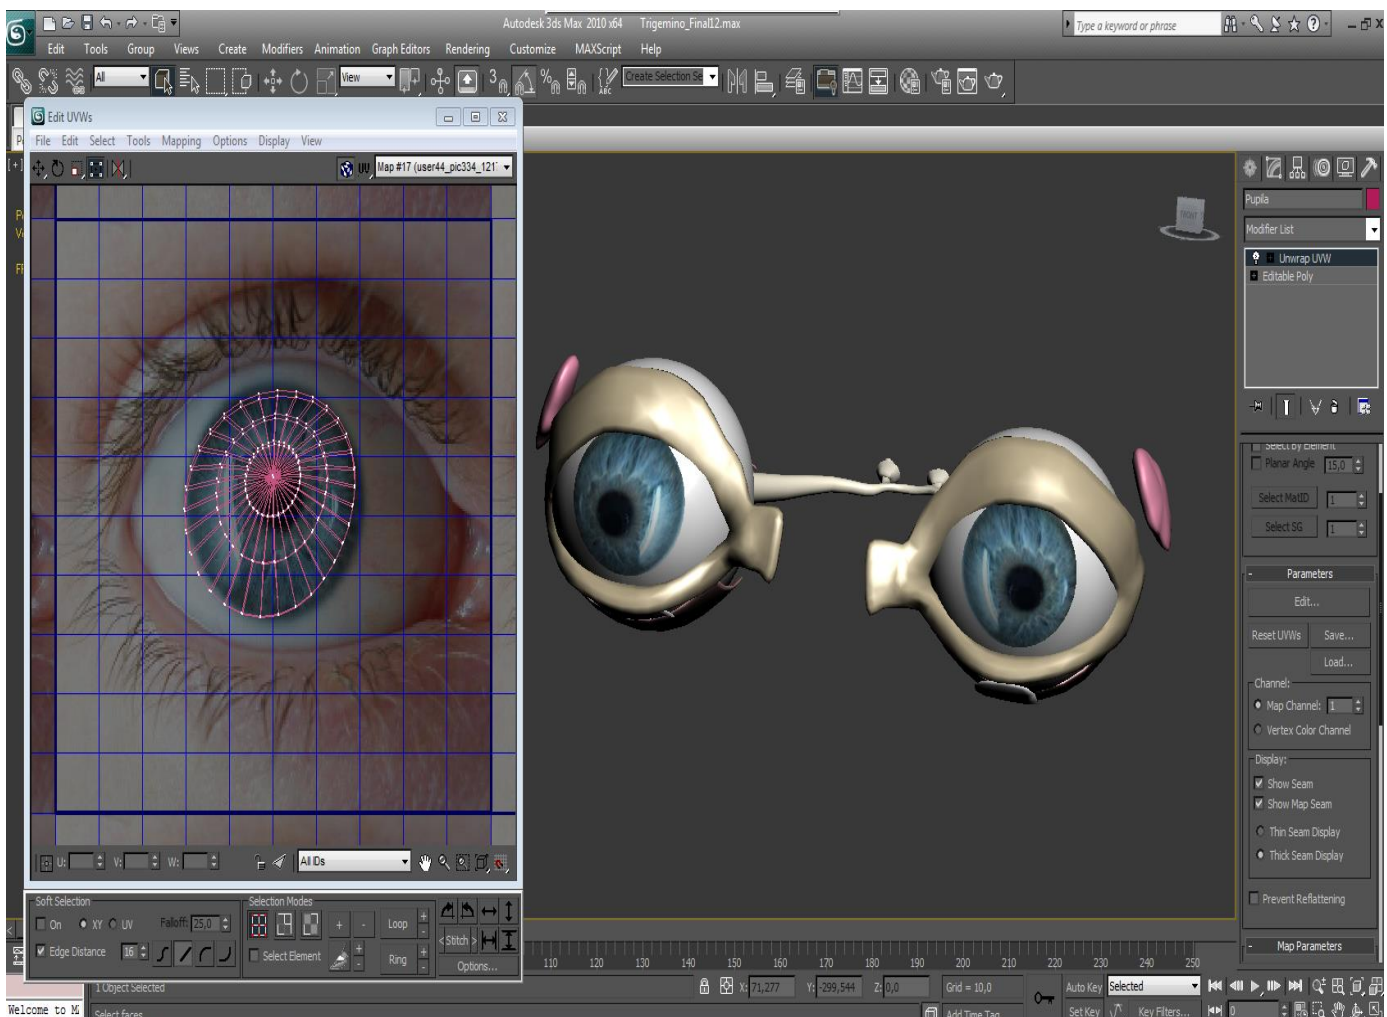 Autodesk 3ds Max 2010 x64 Trigemino_Final12.max
Type a keyword or phrase
Edit Tools Group Views Create Modifiers Animation Graph Editors Rendering Customize MAXScript Help
All
View
3
Create Selection Se
ABC
Edit UVWs
File Edit Select Tools Mapping Options Display View
UV Map #17 (user44_pic334_121
[ + ]
FRONT
Pupila
Modifier List
Unwrap UVW
Editable Poly
Select By Element
Planar Angle 15,0
Select MatID 1
Select SG 1
- Parameters
Edit...
Reset UVWs Save...
Load...
Channel:
Map Channel: 1
Vertex Color Channel
Display:
Show Seam
Show Map Seam
Thin Seam Display
Thick Seam Display
Prevent Reflattening
- Map Parameters
U: V: W: All IDs
Soft Selection
On XY UV Falloff: 25,0
Edge Distance 16
Selection Modes
+ - Loop + -
Select Element + - Ring + -
< Stitch >
Options...
110 120 130 140 150 160 170 180 190 200 210 220 230 240 250
1 Object Selected X: 71,277 Y: -299,544 Z: 0,0 Grid = 10,0 Auto Key Selected
Welcome to M
Select faces Add Time Tag Set Key Key Filters... 0